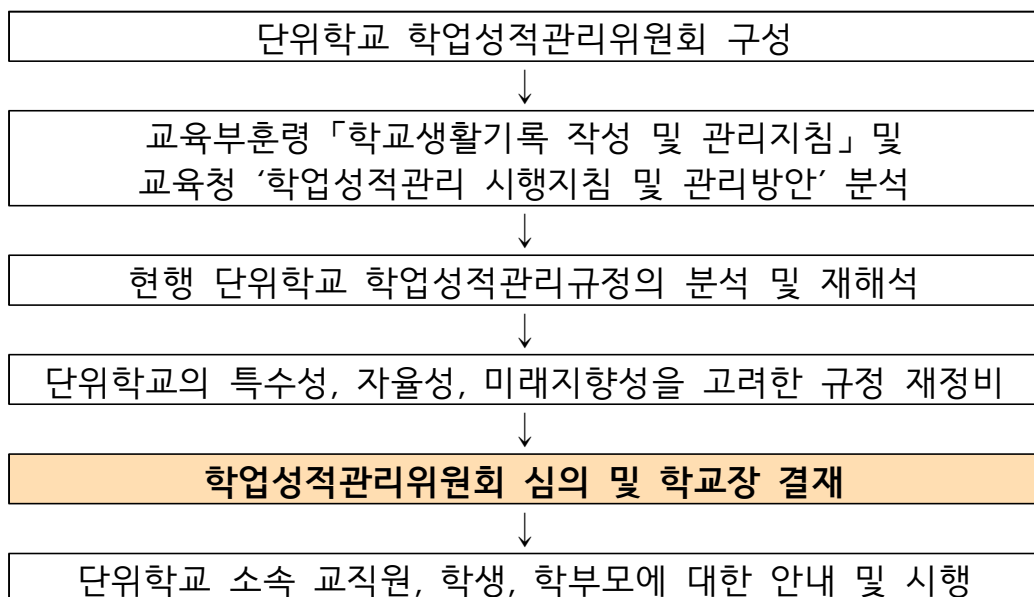 단위학교 학업성적관리위원회 구성
↓
교육부훈령 「학교생활기록 작성 및 관리지침」 및
교육청 ‘학업성적관리 시행지침 및 관리방안’ 분석
↓
현행 단위학교 학업성적관리규정의 분석 및 재해석
↓
단위학교의 특수성, 자율성, 미래지향성을 고려한 규정 재정비
↓
학업성적관리위원회 심의 및 학교장 결재
↓
단위학교 소속 교직원, 학생, 학부모에 대한 안내 및 시행